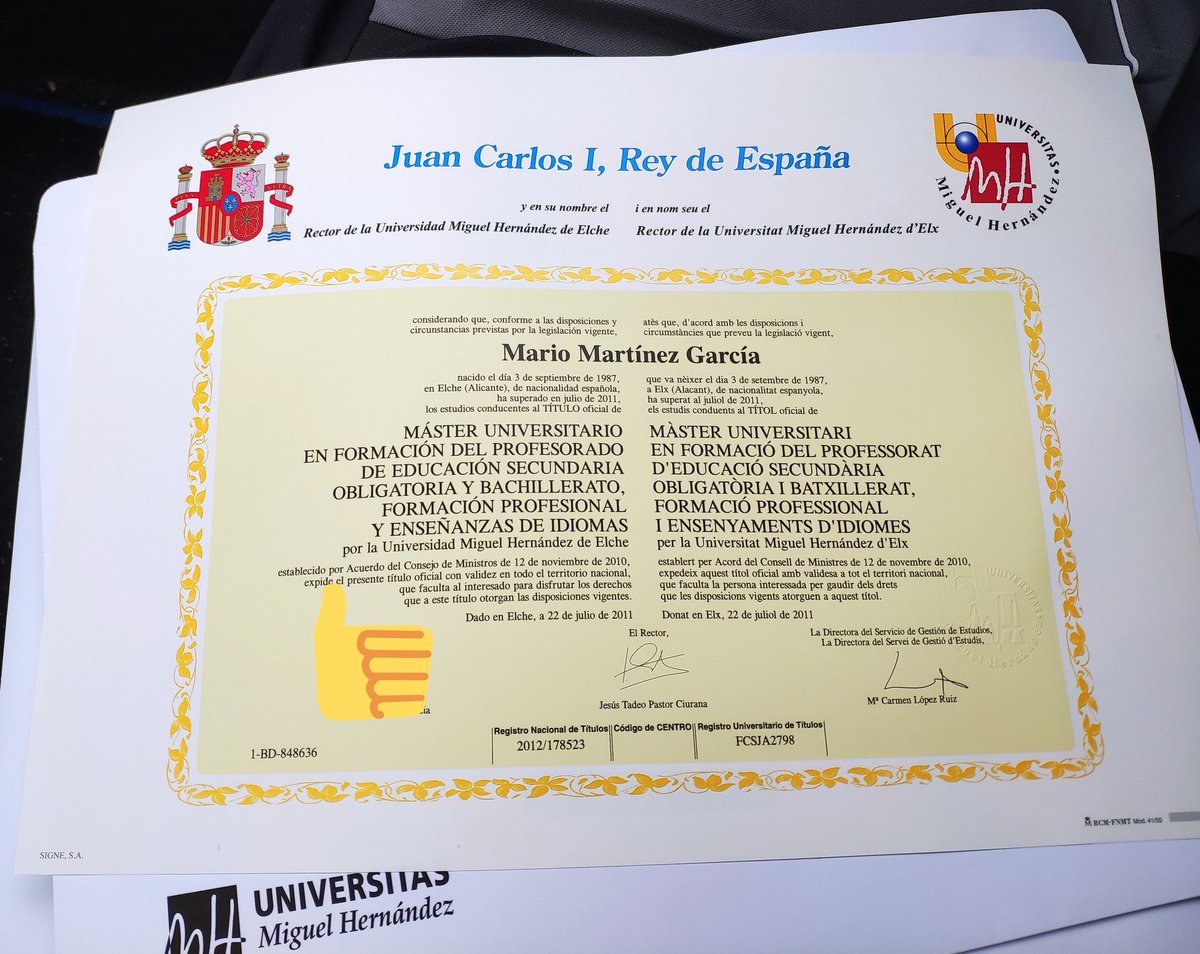 Juan Carlos I, Rey de España
y en su nombre el
Rector de la Universidad Miguel Hernández de Elche
i en nom seu el
Rector de la Universitat Miguel Hernández d'Elx
UNIVERSITAS
Miguel Hernández
considerando que, conforme a las disposiciones y
circunstancias previstas por la legislación vigente,
atès que, d'acord amb les disposicions i
circumstàncies que preveu la legislació vigent,
Mario Martínez García
nacido el día 3 de septiembre de 1987,
en Elche (Alicante), de nacionalidad española,
ha superado en julio de 2011,
los estudios conducentes al TÍTULO oficial de
que va nèixer el dia 3 de setembre de 1987,
a Elx (Alacant), de nacionalitat espanyola,
ha superat al juliol de 2011,
els estudis conduents al TÍTOL oficial de
MÁSTER UNIVERSITARIO
EN FORMACIÓN DEL PROFESORADO
DE EDUCACIÓN SECUNDARIA
OBLIGATORIA Y BACHILLERATO,
FORMACIÓN PROFESIONAL
Y ENSEÑANZAS DE IDIOMAS
por la Universidad Miguel Hernández de Elche
MÀSTER UNIVERSITARI
EN FORMACIÓ DEL PROFESSORAT
D'EDUCACIÓ SECUNDÀRIA
OBLIGATÒRIA I BATXILLERAT,
FORMACIÓ PROFESSIONAL
I ENSENYAMENTS D'IDIOMES
per la Universitat Miguel Hernández d'Elx
establecido por Acuerdo del Consejo de Ministros de 12 de noviembre de 2010,
expide el presente título oficial con validez en todo el territorio nacional,
que faculta al interesado para disfrutar los derechos
que a este título otorgan las disposiciones vigentes.
establert per Acord del Consell de Ministres de 12 de novembre de 2010,
expedeix aquest títol oficial amb validesa a tot el territori nacional,
que faculta la persona interessada per gaudir dels drets
que les disposicions vigents atorguen a aquest títol.
Dado en Elche, a 22 de julio de 2011
Donat en Elx, 22 de juliol de 2011
El Rector,
La Directora del Servicio de Gestión de Estudios,
La Directora del Servei de Gestió d'Estudis,
Jesús Tadeo Pastor Ciurana
Mª Carmen López Ruiz
Registro Nacional de Títulos
2012/178523
Código de CENTRO
Registro Universitario de Títulos
FCSJA2798
1-BD-848636
RCM-FNMT Mod. 41/00
SIGNE, S.A.
UNIVERSITAS
Miguel Hernández